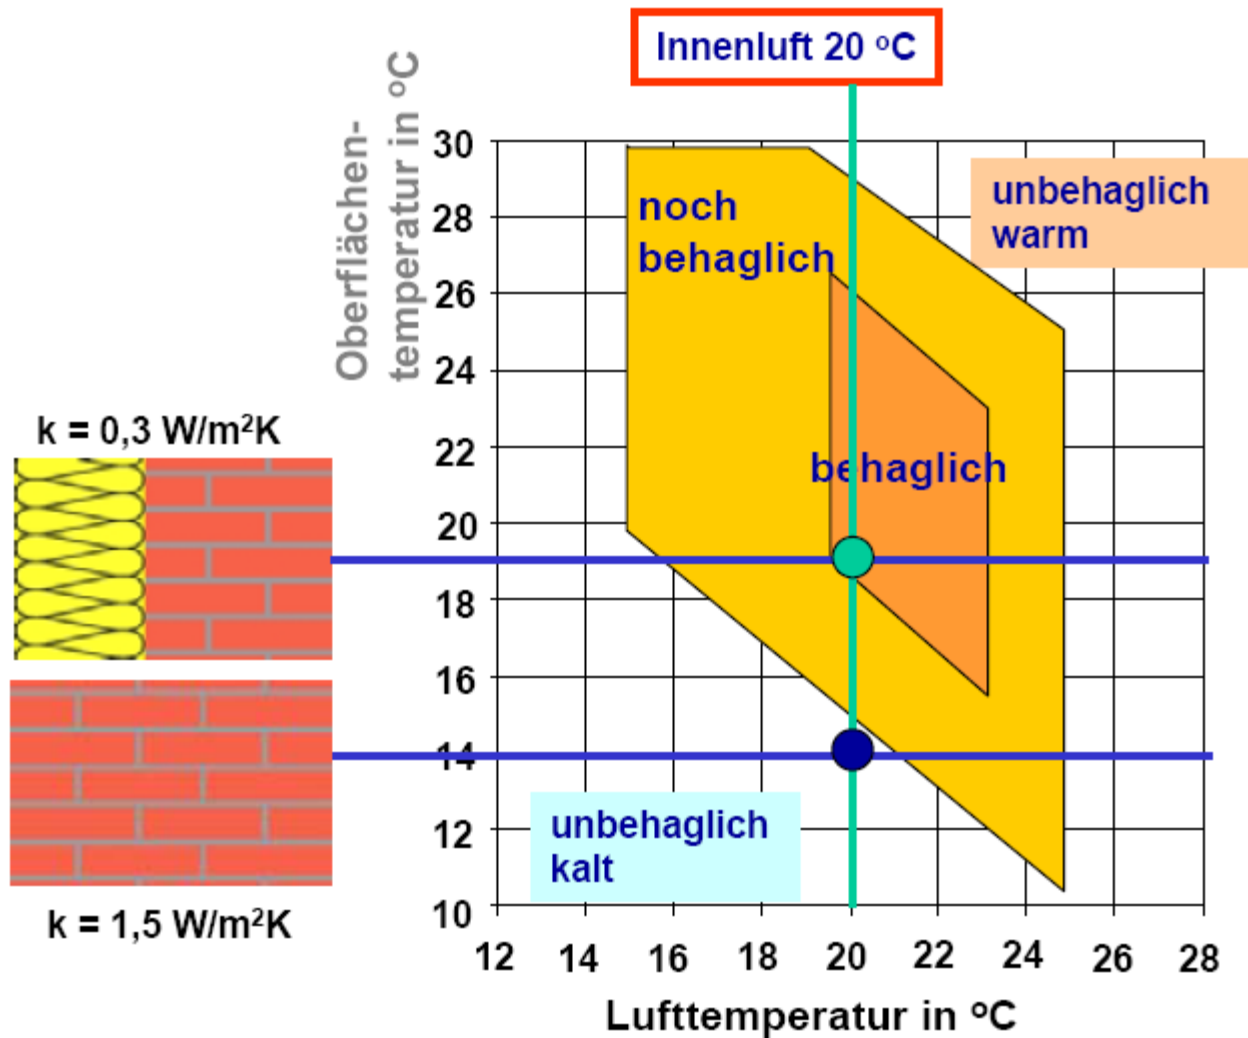 Innenluft 20 °C
Oberflächen-
temperatur in °C
30
28
26
24
22
20
18
16
14
12
10
noch
behaglich
unbehaglich
warm
behaglich
unbehaglich
kalt
k = 0,3 W/m²K
k = 1,5 W/m²K
12 14 16 18 20 22 24 26 28
Lufttemperatur in °C